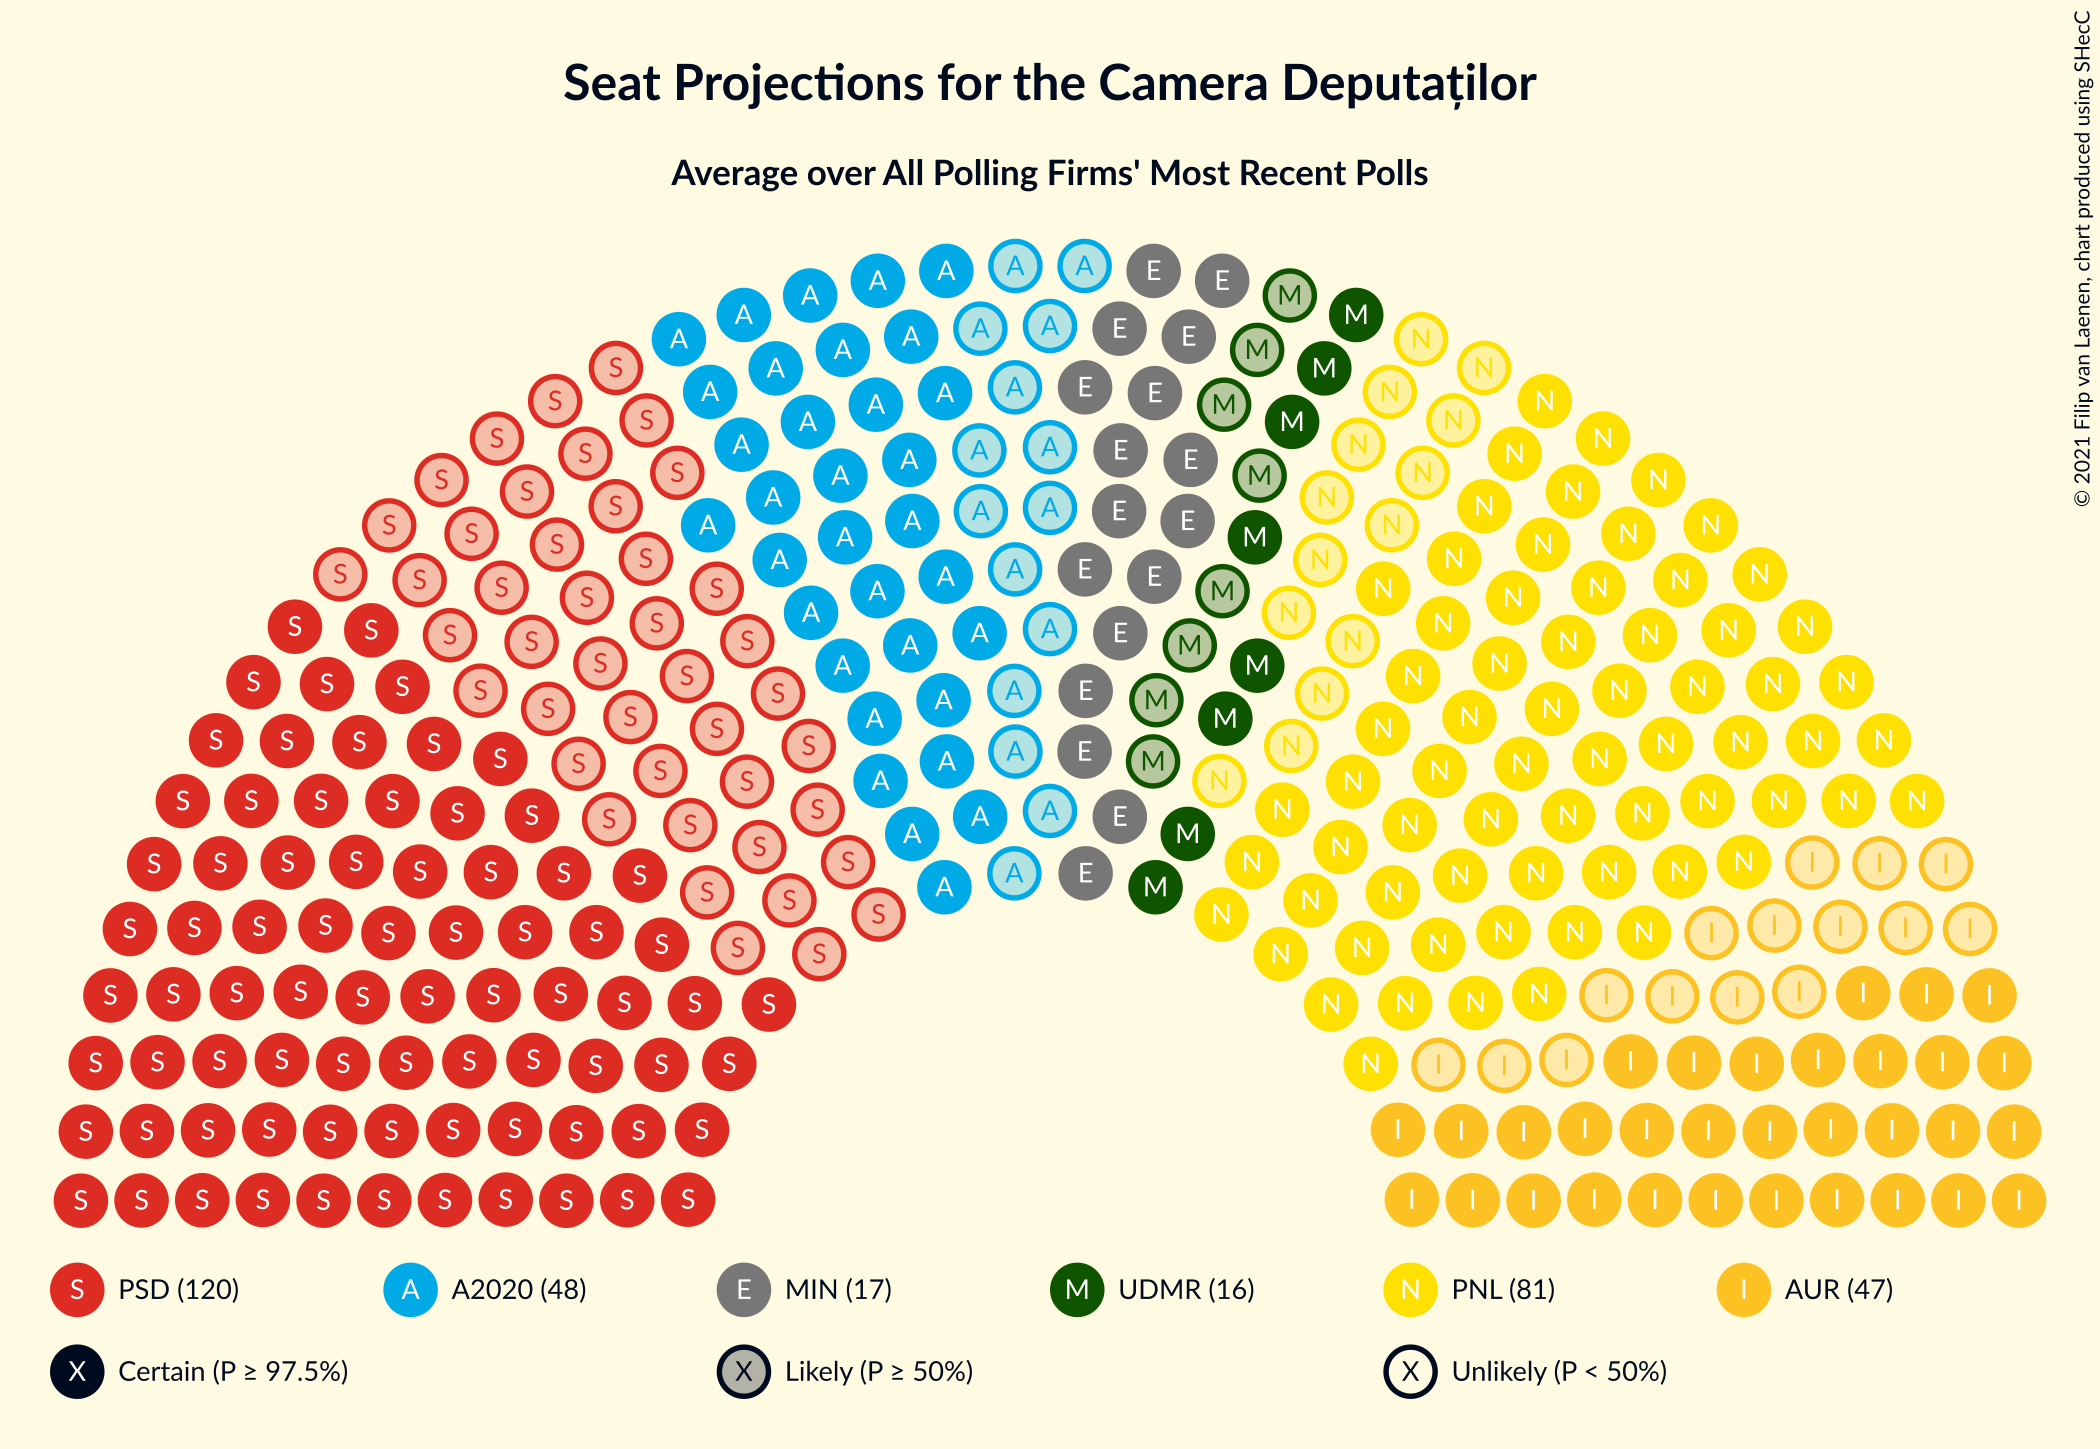 Seat Projections for the Camera Deputaților
Average over All Polling Firms' Most Recent Polls
© 2021 Filip van Laenen, chart produced using SHecC
S PSD (120) A A2020 (48) E MIN (17) M UDMR (16) N PNL (81) I AUR (47)
X Certain (P ≥ 97.5%) X Likely (P ≥ 50%) X Unlikely (P < 50%)